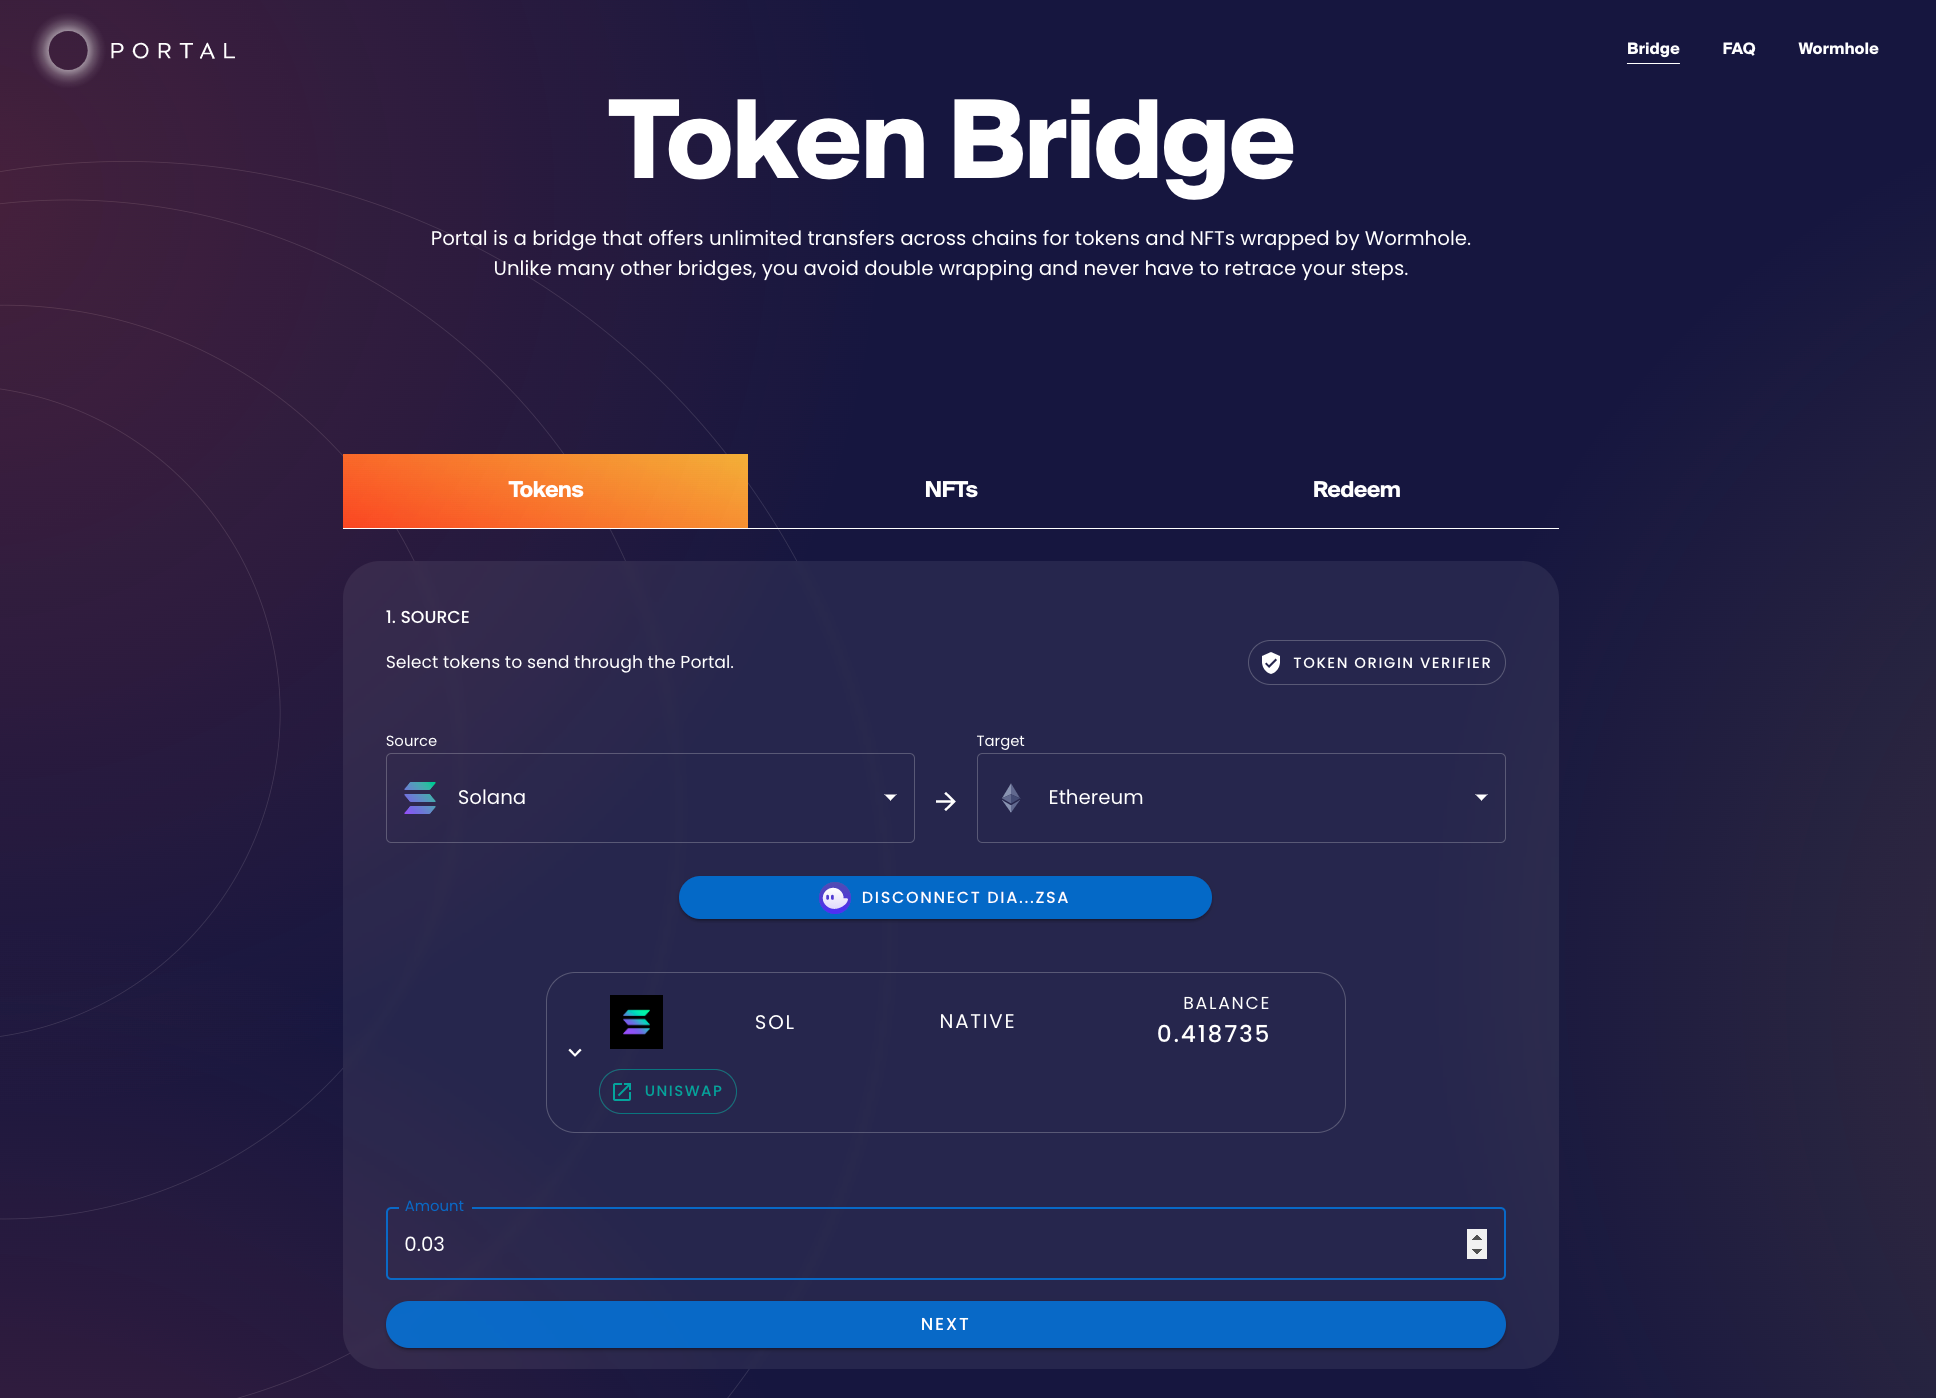 PORTAL
Bridge
FAQ
Wormhole
Token Bridge
Portal is a bridge that offers unlimited transfers across chains for tokens and NFTs wrapped by Wormhole.
Unlike many other bridges, you avoid double wrapping and never have to retrace your steps.
Tokens
NFTs
Redeem
1. SOURCE
Select tokens to send through the Portal.
TOKEN ORIGIN VERIFIER
Source
Target
Solana
Ethereum
DISCONNECT DIA...ZSA
SOL
NATIVE
BALANCE
0.418735
UNISWAP
Amount
0.03
NEXT